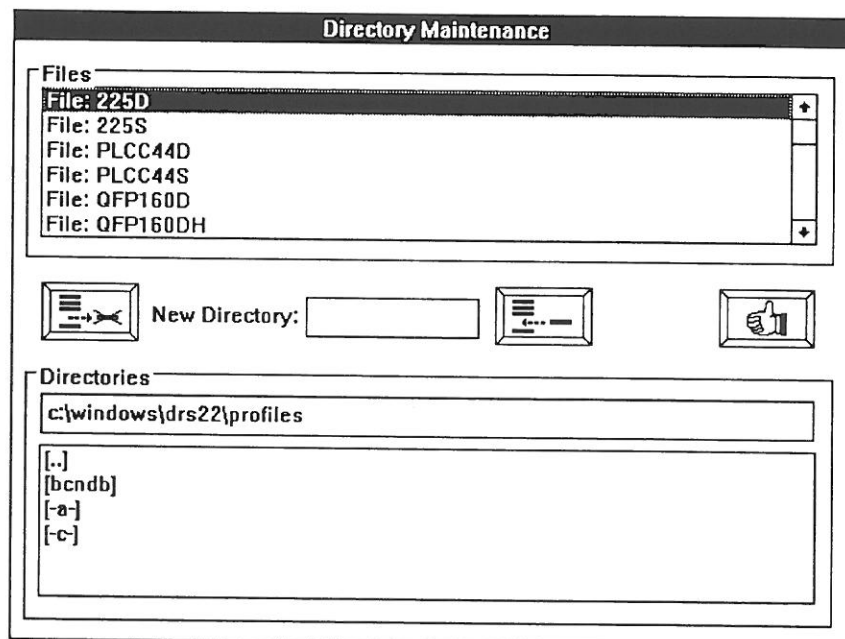 Directory Maintenance
Files
File: 225D
File: 225S
File: PLCC44D
File: PLCC44S
File: QFP160D
File: QFP160DH
New Directory:
Directories
c:\windows\drs22\profiles
[..]
[bcndb]
[-a-]
[-c-]